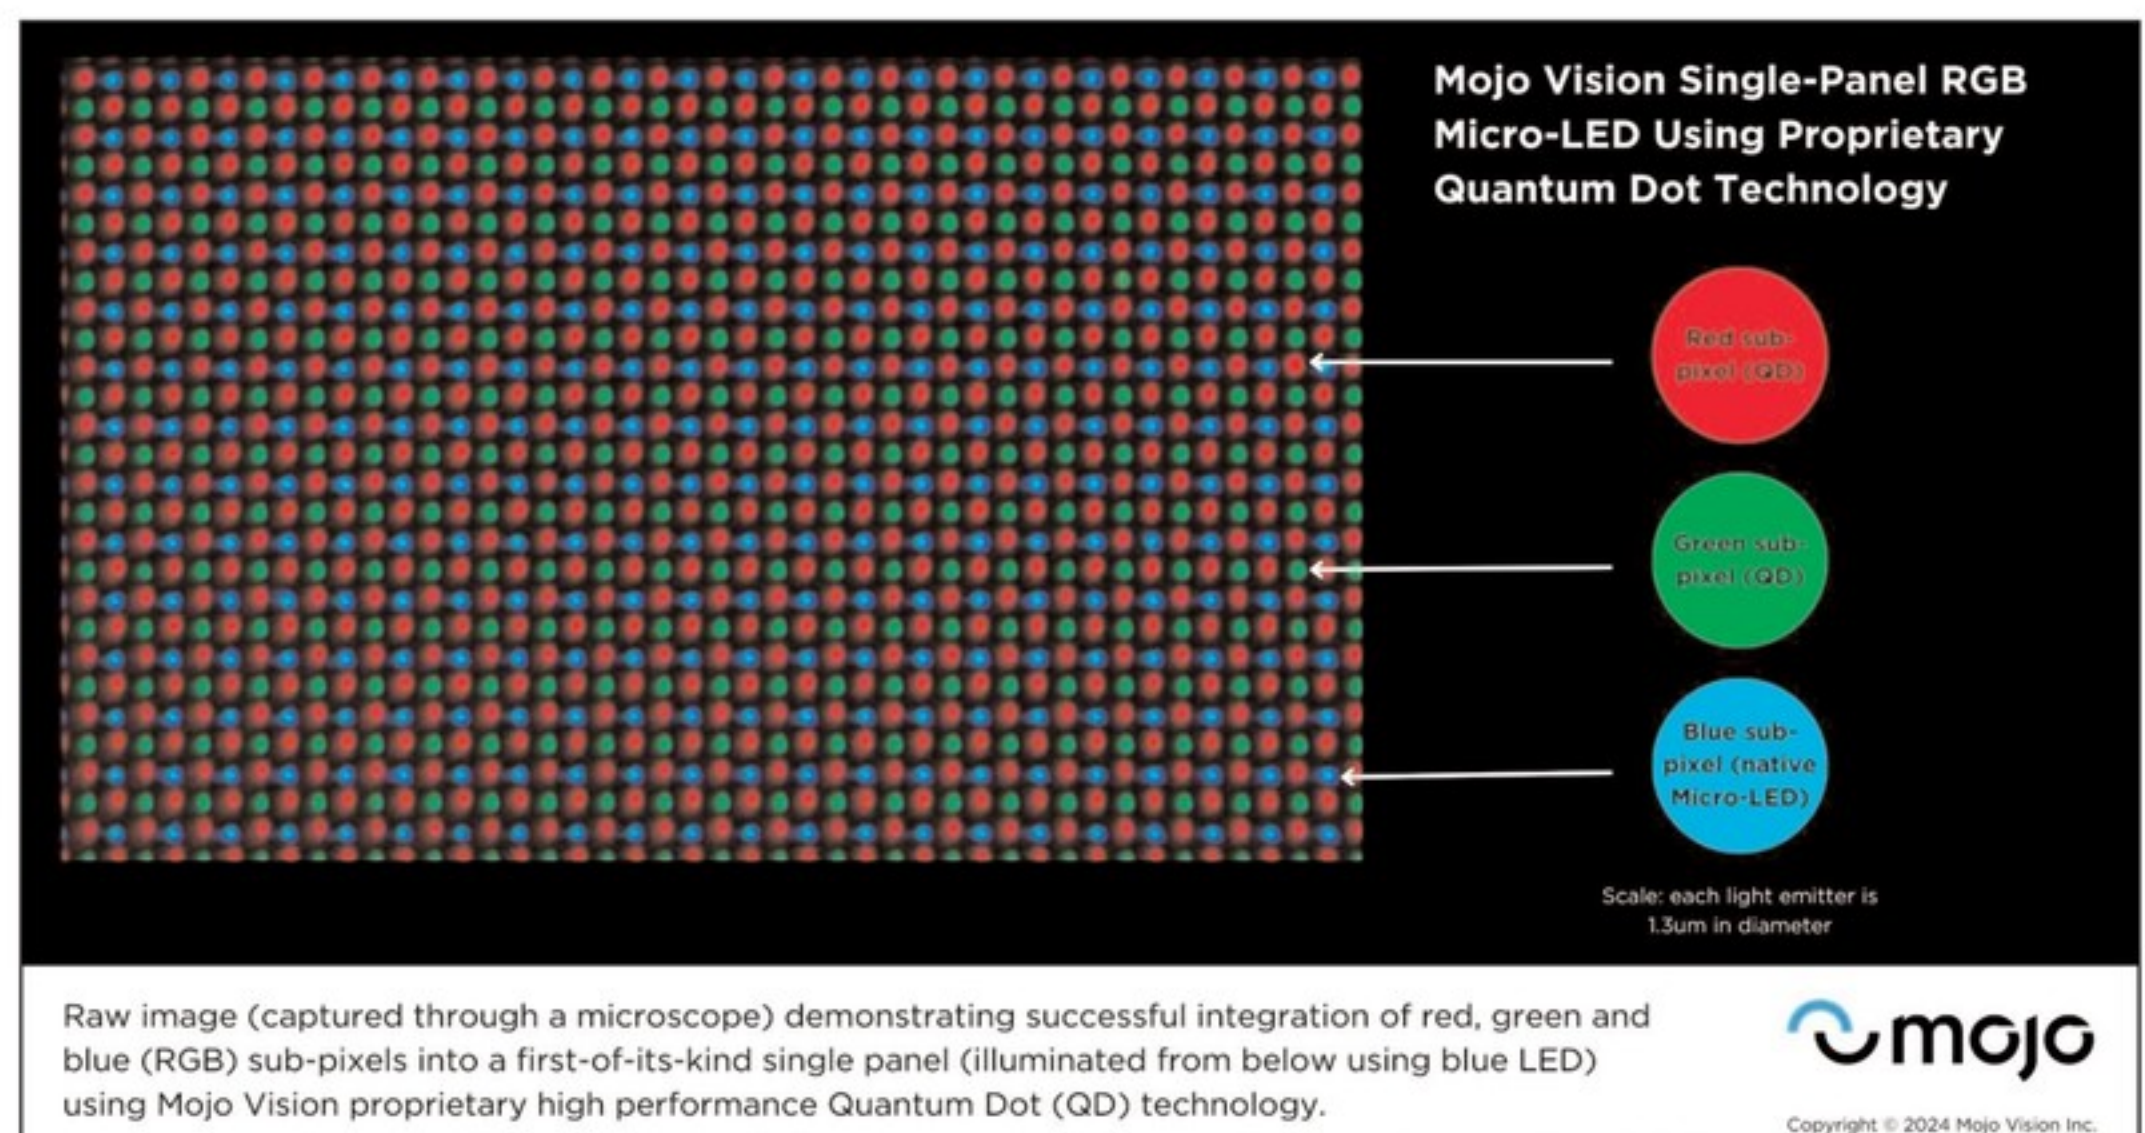 Mojo Vision Single-Panel RGB
Micro-LED Using Proprietary
Quantum Dot Technology
Red sub-
pixel (QD)
Green sub-
pixel (QD)
Blue sub-
pixel (native
Micro-LED)
Scale: each light emitter is
1.3um in diameter
Raw image (captured through a microscope) demonstrating successful integration of red, green and
blue (RGB) sub-pixels into a first-of-its-kind single panel (illuminated from below using blue LED)
using Mojo Vision proprietary high performance Quantum Dot (QD) technology.
mojo
Copyright © 2024 Mojo Vision Inc.